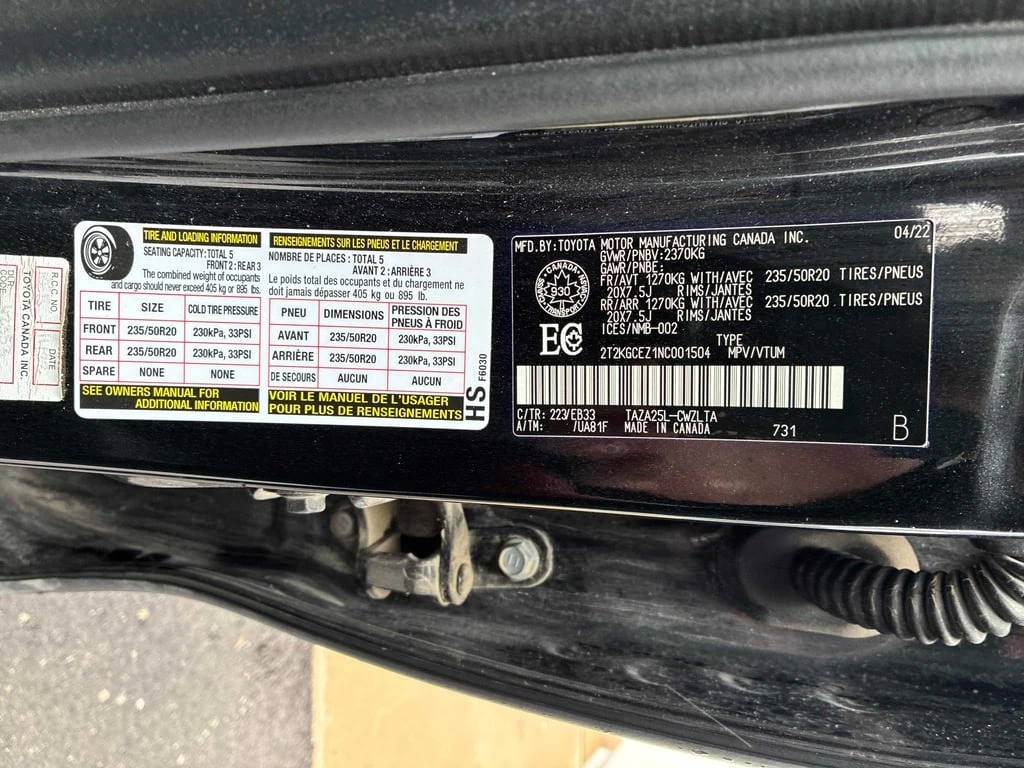 R.C.C. NO.
DLR.
CODE:
DATE
TOYOTA CANADA INC.
TIRE AND LOADING INFORMATION
SEATING CAPACITY: TOTAL 5
FRONT 2 : REAR 3
The combined weight of occupants
and cargo should never exceed 405 kg or 895 lbs.
TIRE SIZE COLD TIRE PRESSURE
FRONT 235/50R20 230kPa, 33PSI
REAR 235/50R20 230kPa, 33PSI
SPARE NONE NONE
SEE OWNERS MANUAL FOR
ADDITIONAL INFORMATION
RENSEIGNEMENTS SUR LES PNEUS ET LE CHARGEMENT
NOMBRE DE PLACES : TOTAL 5
AVANT 2 : ARRIÈRE 3
Le poids total des occupants et du chargement ne
doit jamais dépasser 405 kg ou 895 lb.
PNEU DIMENSIONS PRESSION DES
PNEUS À FROID
AVANT 235/50R20 230kPa, 33PSI
ARRIÈRE 235/50R20 230kPa, 33PSI
DE SECOURS AUCUN AUCUN
VOIR LE MANUEL DE L'USAGER
POUR PLUS DE RENSEIGNEMENTS
HS F6030
MFD. BY: TOYOTA MOTOR MANUFACTURING CANADA INC. 04/22
GVWR/PNBV: 2370KG
GAWR/PNBE:
FR/AVT 1270KG WITH/AVEC 235/50R20 TIRES/PNEUS
20X7.5J RIMS/JANTES
RR/ARR 1270KG WITH/AVEC 235/50R20 TIRES/PNEUS
20X7.5J RIMS/JANTES
ICES/NMB-002
CANADA
930
TRANSPORT
EC
TYPE
2T2KGCEZ1NC001504 MPV/VTUM
C/TR: 223/EB33 TAZA25L-CWZLTA
A/TM: /UA81F MADE IN CANADA 731
B